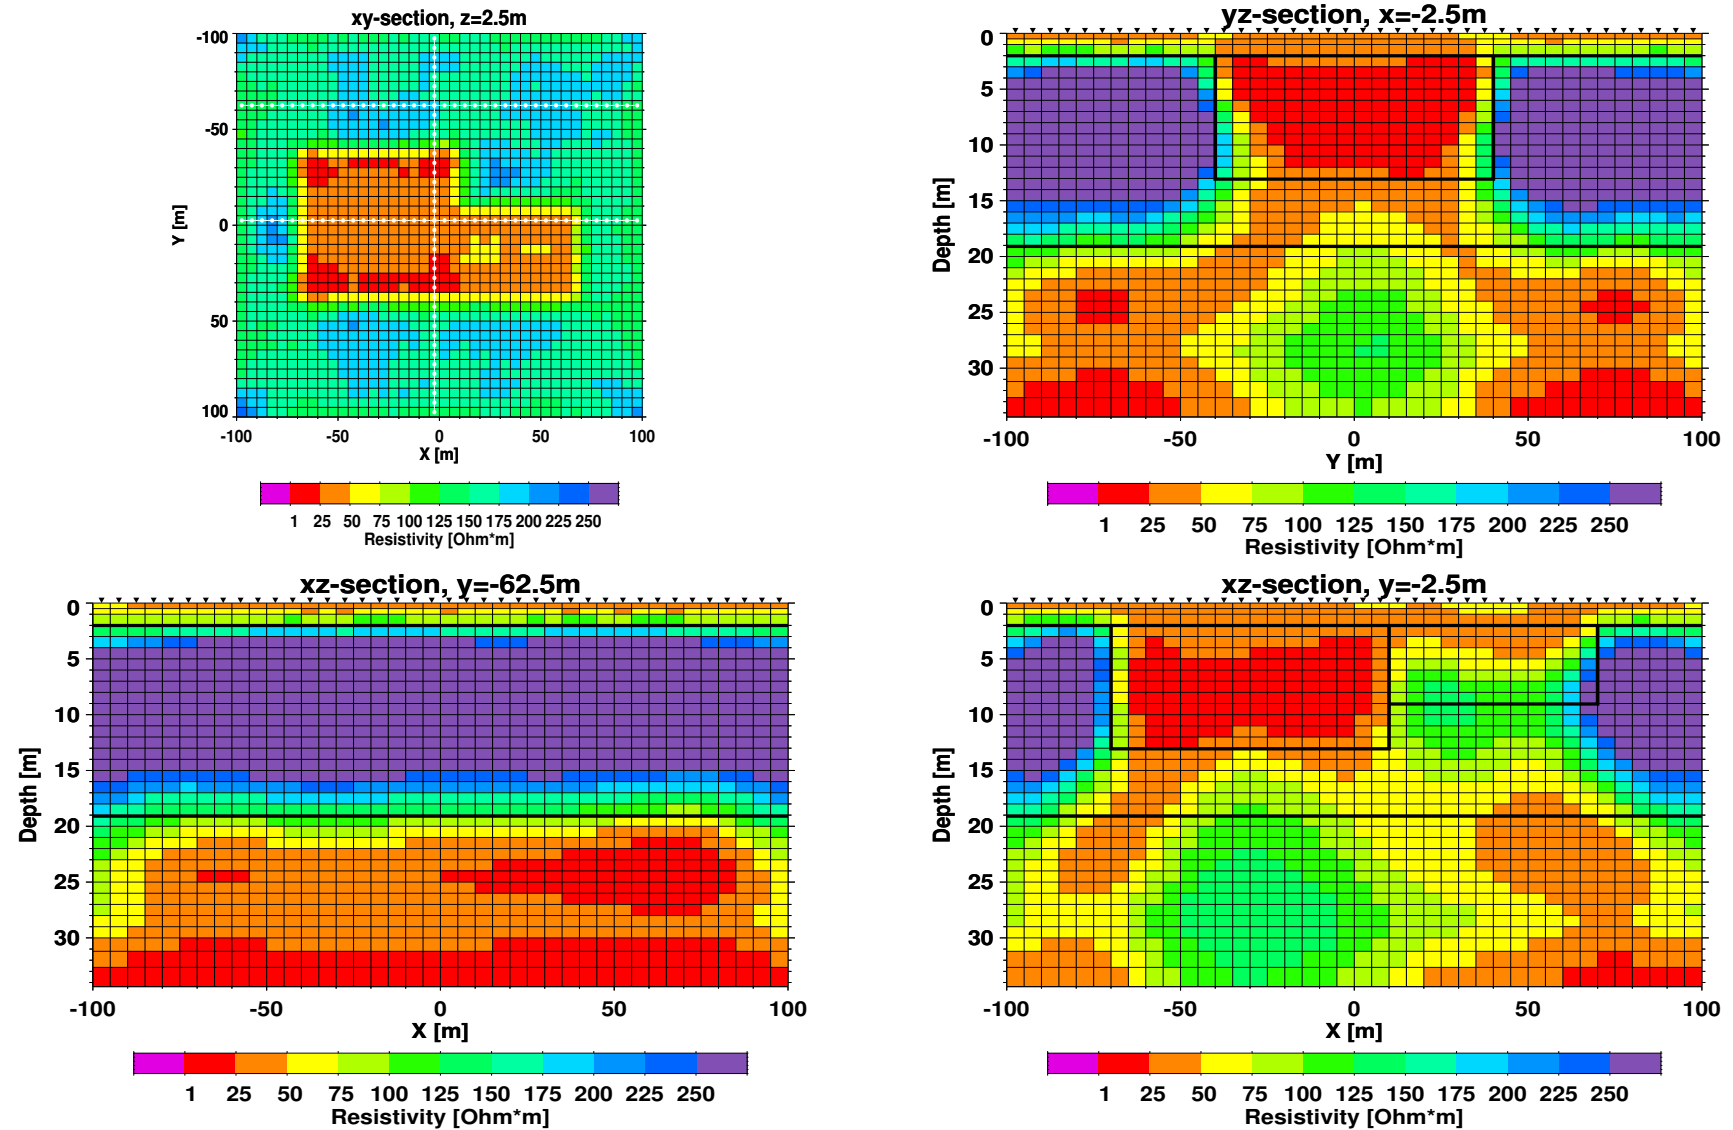 xy-section, z=2.5m
-100
-50
0
50
100
Y [m]
-100 -50 0 50 100
X [m]
1 25 50 75 100 125 150 175 200 225 250
Resistivity [Ohm*m]
yz-section, x=-2.5m
0
5
10
15
20
25
30
Depth [m]
-100 -50 0 50 100
Y [m]
1 25 50 75 100 125 150 175 200 225 250
Resistivity [Ohm*m]
xz-section, y=-62.5m
0
5
10
15
20
25
30
Depth [m]
-100 -50 0 50 100
X [m]
1 25 50 75 100 125 150 175 200 225 250
Resistivity [Ohm*m]
xz-section, y=-2.5m
0
5
10
15
20
25
30
Depth [m]
-100 -50 0 50 100
X [m]
1 25 50 75 100 125 150 175 200 225 250
Resistivity [Ohm*m]